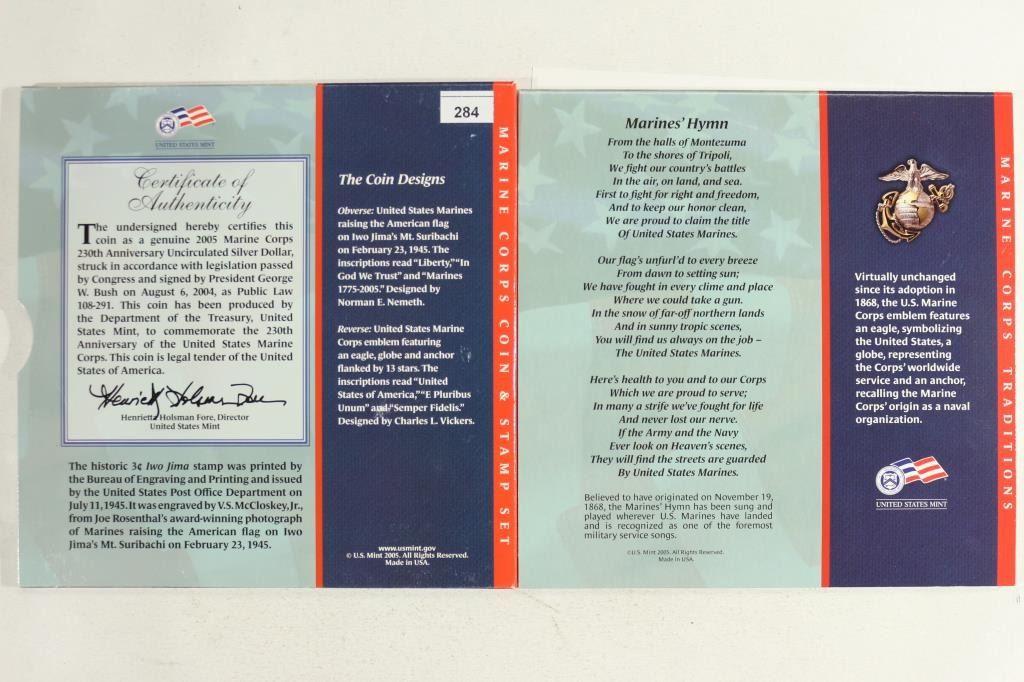 UNITED STATES MINT
Certificate of
Authenticity
The undersigned hereby certifies this
coin as a genuine 2005 Marine Corps
230th Anniversary Uncirculated Silver Dollar,
struck in accordance with legislation passed
by Congress and signed by President George
W. Bush on August 6, 2004, as Public Law
108-291. This coin has been produced by
the Department of the Treasury, United
States Mint, to commemorate the 230th
Anniversary of the United States Marine
Corps. This coin is legal tender of the United
States of America.
Henrietta Holsman Fore, Director
United States Mint
The historic 3¢ Iwo Jima stamp was printed by
the Bureau of Engraving and Printing and issued
by the United States Post Office Department on
July 11, 1945. It was engraved by V.S. McCloskey, Jr.,
from Joe Rosenthal's award-winning photograph
of Marines raising the American flag on Iwo
Jima's Mt. Suribachi on February 23, 1945.
284
The Coin Designs
Obverse: United States Marines
raising the American flag
on Iwo Jima's Mt. Suribachi
on February 23, 1945. The
inscriptions read "Liberty," "In
God We Trust" and "Marines
1775-2005." Designed by
Norman E. Nemeth.
Reverse: United States Marine
Corps emblem featuring
an eagle, globe and anchor
flanked by 13 stars. The
inscriptions read "United
States of America," "E Pluribus
Unum" and "Semper Fidelis."
Designed by Charles L. Vickers.
www.usmint.gov
© U.S. Mint 2005. All Rights Reserved.
Made in USA.
MARINE CORPS COIN & STAMP SET
Marines' Hymn
From the halls of Montezuma
To the shores of Tripoli,
We fight our country's battles
In the air, on land, and sea.
First to fight for right and freedom,
And to keep our honor clean,
We are proud to claim the title
Of United States Marines.
Our flag's unfurl'd to every breeze
From dawn to setting sun;
We have fought in every clime and place
Where we could take a gun.
In the snow of far-off northern lands
And in sunny tropic scenes,
You will find us always on the job –
The United States Marines.
Here's health to you and to our Corps
Which we are proud to serve;
In many a strife we've fought for life
And never lost our nerve.
If the Army and the Navy
Ever look on Heaven's scenes,
They will find the streets are guarded
By United States Marines.
Believed to have originated on November 19,
1868, the Marines' Hymn has been sung and
played wherever U.S. Marines have landed
and is recognized as one of the foremost
military service songs.
©U.S. Mint 2005. All Rights Reserved.
Made in USA.
Virtually unchanged
since its adoption in
1868, the U.S. Marine
Corps emblem features
an eagle, symbolizing
the United States, a
globe, representing
the Corps' worldwide
service and an anchor,
recalling the Marine
Corps' origin as a naval
organization.
UNITED STATES MINT
MARINE CORPS TRADITIONS